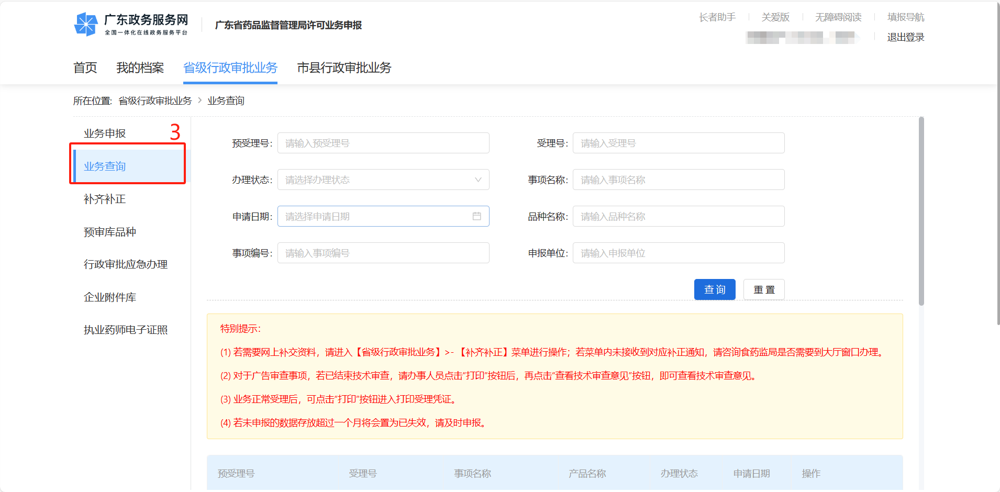 广东政务服务网
全国一体化在线政务服务平台
广东省药品监督管理局许可业务申报
长者助手 关爱版 无障碍阅读 填报导航
退出登录
首页 我的档案 省级行政审批业务 市县行政审批业务
所在位置: 省级行政审批业务 > 业务查询
业务申报 3
业务查询
补齐补正
预审库品种
行政审批应急办理
企业附件库
执业药师电子证照
预受理号: 请输入预受理号 受理号: 请输入受理号
办理状态: 请选择办理状态 事项名称: 请输入事项名称
申请日期: 请选择申请日期 品种名称: 请输入品种名称
事项编号: 请输入事项编号 申报单位: 请输入申报单位
查询 重置
特别提示:
(1) 若需要网上补交资料，请进入【省级行政审批业务】>- 【补齐补正】菜单进行操作；若菜单内未接收到对应补正通知，请咨询食药监局是否需要到大厅窗口办理。
(2) 对于广告审查事项，若已结束技术审查，请办事人员点击“打印”按钮后，再点击“查看技术审查意见”按钮，即可查看技术审查意见。
(3) 业务正常受理后，可点击“打印”按钮进入打印受理凭证。
(4) 若未申报的数据存放超过一个月将会置为已失效，请及时申报。
预受理号 受理号 事项名称 产品名称 办理状态 申请日期 操作